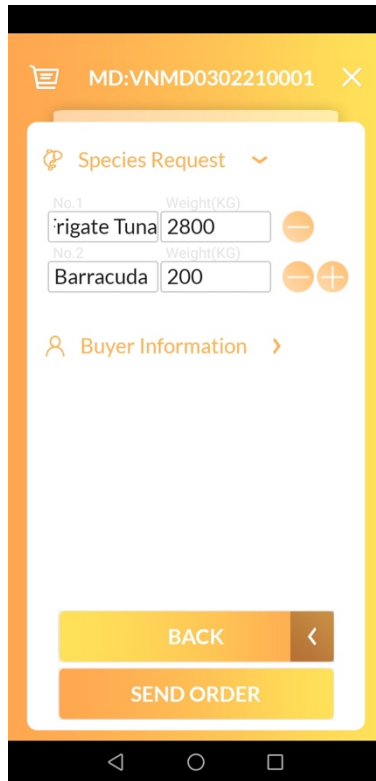 MD:VNMD0302210001
Species Request
No.1 Weight(KG)
rigate Tuna 2800
No.2 Weight(KG)
Barracuda 200
Buyer Information
BACK
SEND ORDER